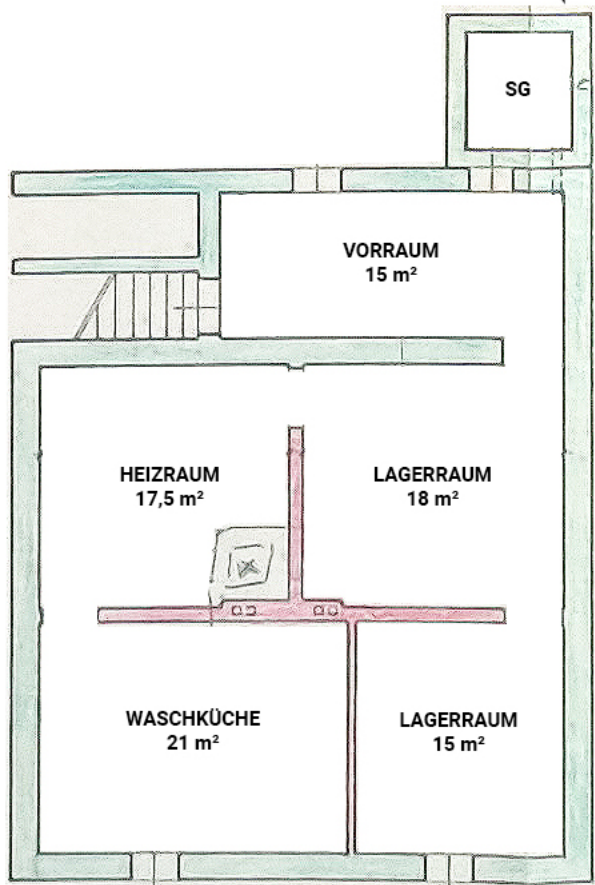 SG
VORRAUM
15 m²
HEIZRAUM
17,5 m²
LAGERRAUM
18 m²
WASCHKÜCHE
21 m²
LAGERRAUM
15 m²